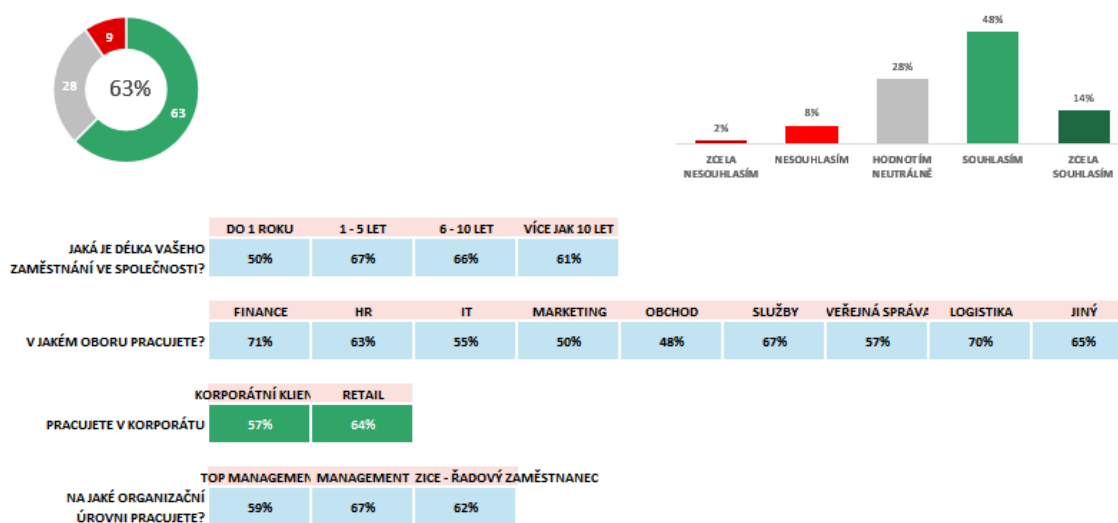 9
28
63%
63
48%
28%
14%
8%
2%
ZCELA NESOUHLASÍM
NESOUHLASÍM
HODNOTÍM NEUTRÁLNĚ
SOUHLASÍM
ZCELA SOUHLASÍM
DO 1 ROKU 1 - 5 LET 6 - 10 LET VÍCE JAK 10 LET
JAKÁ JE DÉLKA VAŠEHO
ZAMĚSTNÁNÍ VE SPOLEČNOSTI?
50% 67% 66% 61%
FINANCE HR IT MARKETING OBCHOD SLUŽBY VEŘEJNÁ SPRÁVA LOGISTIKA JINÝ
V JAKÉM OBORU PRACUJETE? 71% 63% 55% 50% 48% 67% 57% 70% 65%
KORPORÁTNÍ KLIEN RETAIL
PRACUJETE V KORPORÁTU 57% 64%
TOP MANAGEMEN MANAGEMENT ZICE - ŘADOVÝ ZAMĚSTNANEC
NA JAKÉ ORGANIZAČNÍ
ÚROVNI PRACUJETE?
59% 67% 62%